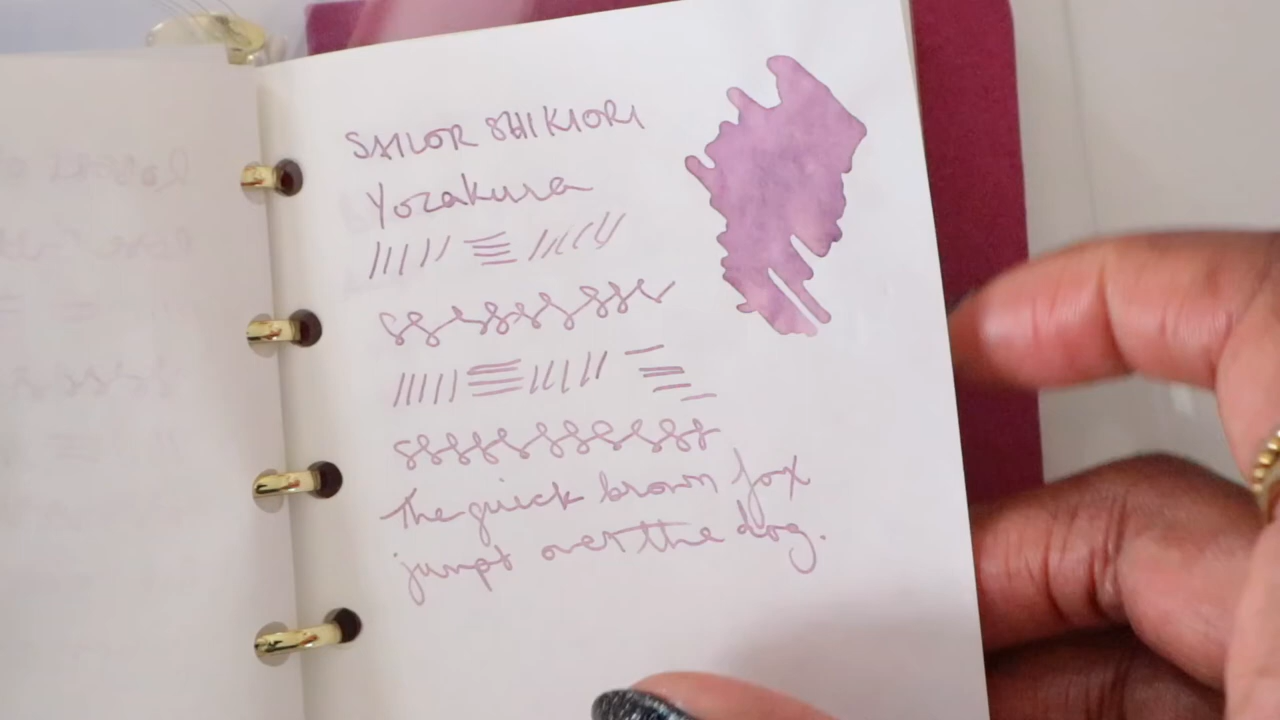 SAILOR SHIKIORI
Yozakura
The quick brown fox
jumps over the dog.